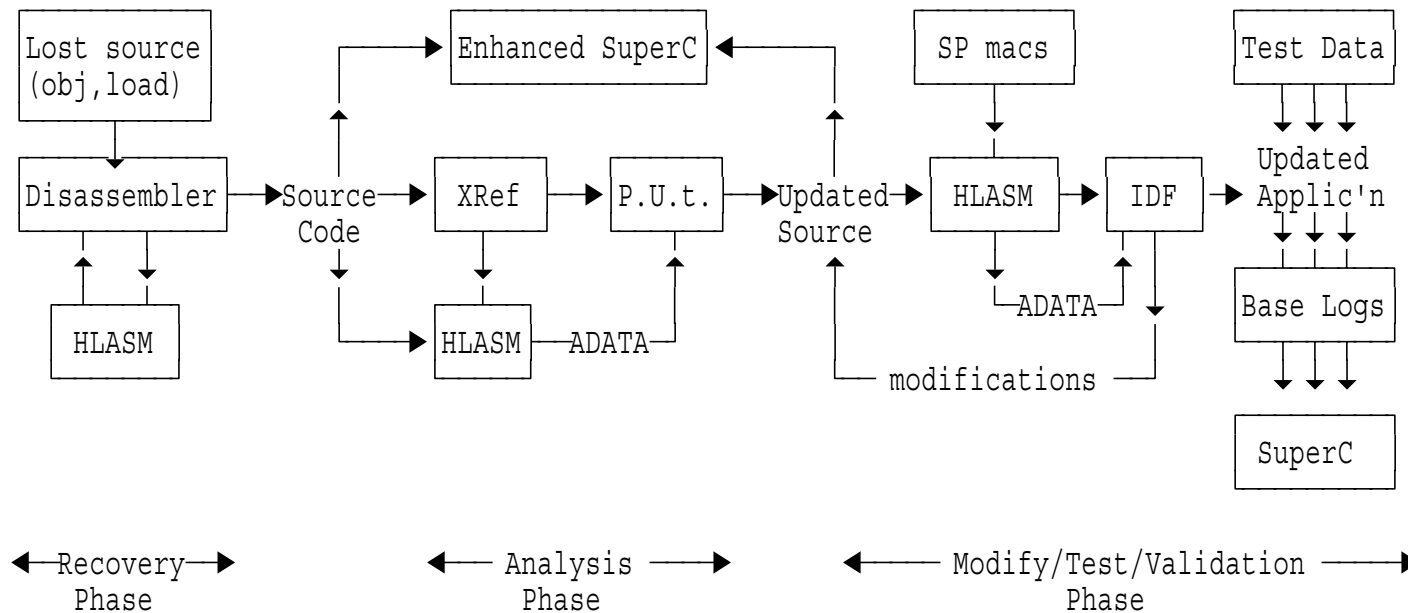 Lost source
(obj,load)
Enhanced SuperC
SP macs
Test Data
Disassembler
Source
Code
XRef
P.U.t.
Updated
Source
HLASM
IDF
Updated
Applic'n
HLASM
HLASM
ADATA
ADATA
Base Logs
modifications
SuperC
Recovery
Phase
Analysis
Phase
Modify/Test/Validation
Phase